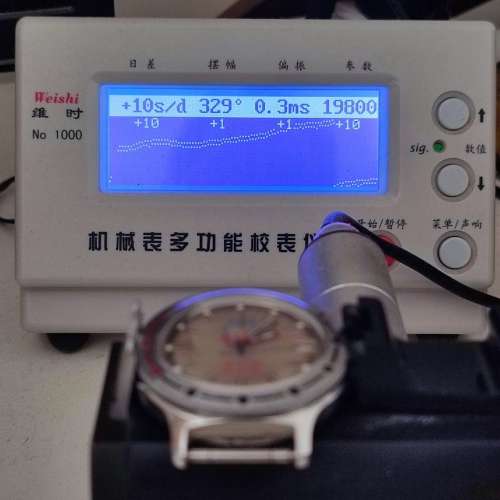 日差 摆幅 偏振 参数
Weishi
维时
No 1000
+10s/d 329° 0.3ms 19800
+10 +1 +1 +10
sig. 数值
开始/暂停 菜单/声响
机械表多功能校表仪